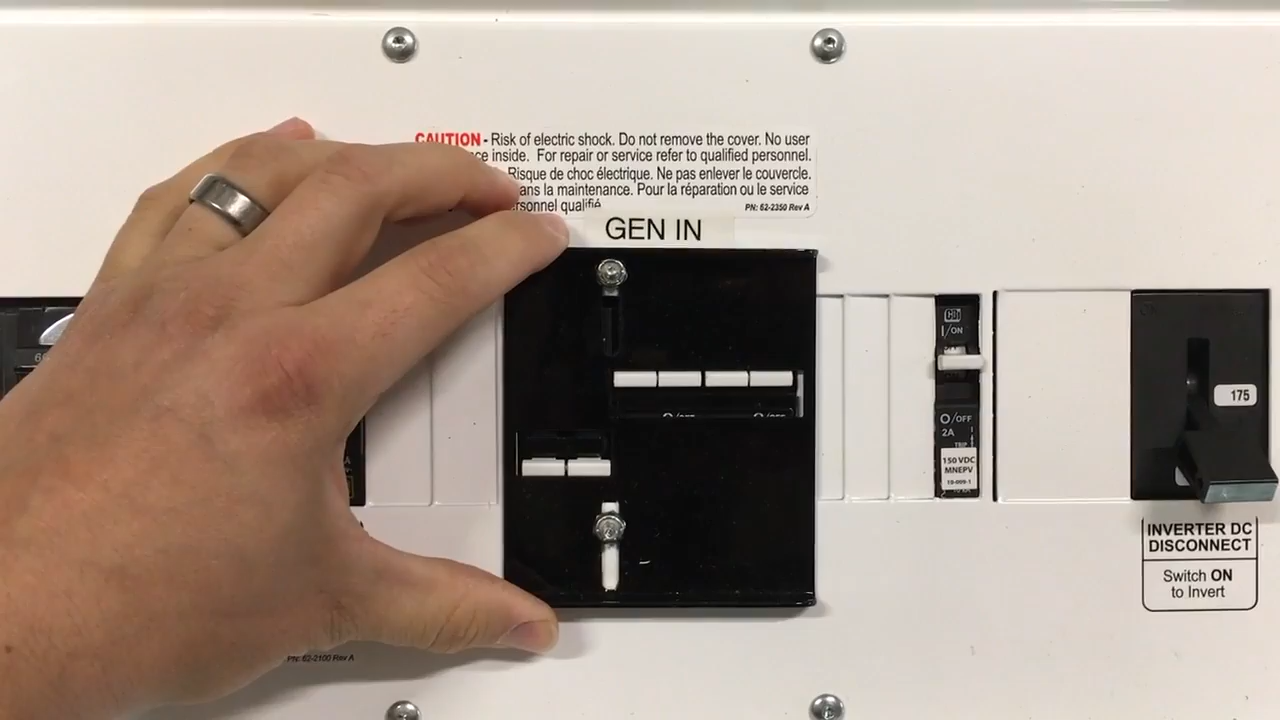 CAUTION - Risk of electric shock. Do not remove the cover. No user
ce inside. For repair or service refer to qualified personnel.
Risque de choc électrique. Ne pas enlever le couvercle.
ans la maintenance. Pour la réparation ou le service
ersonnel qualifié
PN: 62-2350 Rev A
GEN IN
CBI
I/ON
O/OFF
2A
TRIP
150 VDC
MNEPV
175
INVERTER DC
DISCONNECT
Switch ON
to Invert
PN: 62-2100 Rev A